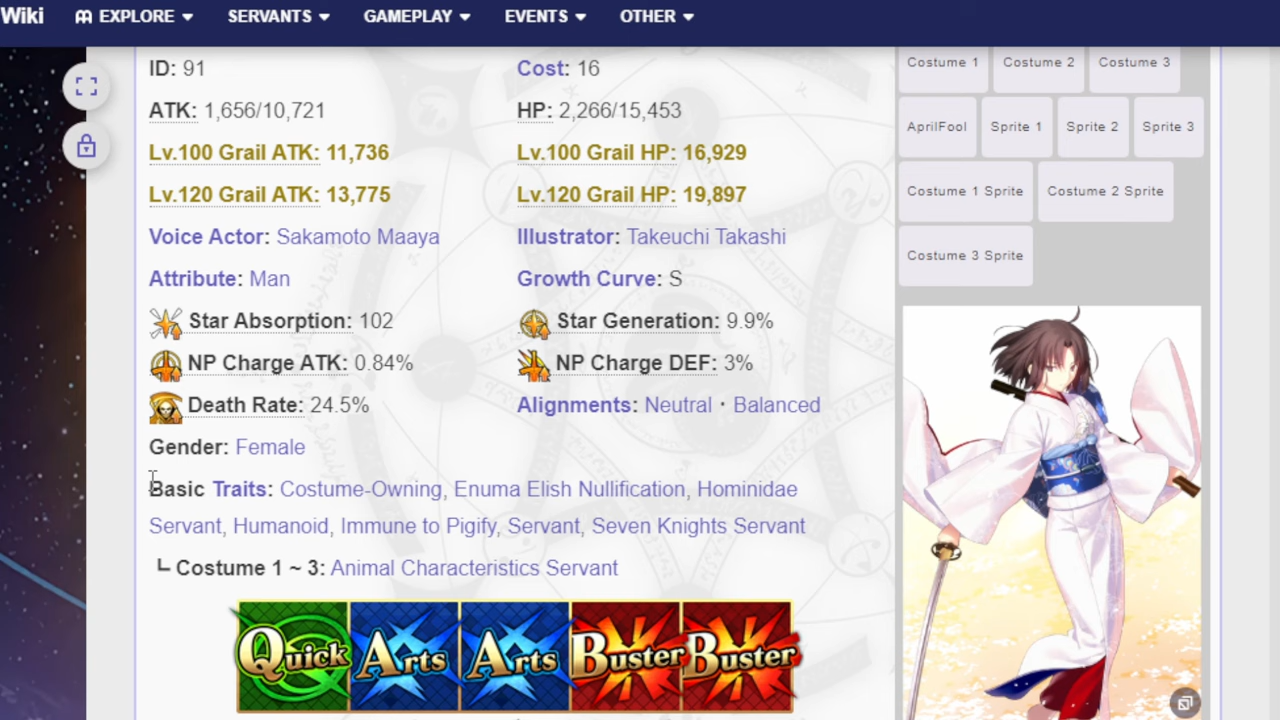 Wiki EXPLORE SERVANTS GAMEPLAY EVENTS OTHER
ID: 91
Cost: 16
ATK: 1,656/10,721
HP: 2,266/15,453
Lv.100 Grail ATK: 11,736
Lv.100 Grail HP: 16,929
Lv.120 Grail ATK: 13,775
Lv.120 Grail HP: 19,897
Voice Actor: Sakamoto Maaya
Illustrator: Takeuchi Takashi
Attribute: Man
Growth Curve: S
Star Absorption: 102
Star Generation: 9.9%
NP Charge ATK: 0.84%
NP Charge DEF: 3%
Death Rate: 24.5%
Alignments: Neutral・Balanced
Gender: Female
Basic Traits: Costume-Owning, Enuma Elish Nullification, Hominidae
Servant, Humanoid, Immune to Pigify, Servant, Seven Knights Servant
┗ Costume 1 ~ 3: Animal Characteristics Servant
Quick Arts Arts Buster Buster
Costume 1 Costume 2 Costume 3
AprilFool Sprite 1 Sprite 2 Sprite 3
Costume 1 Sprite Costume 2 Sprite
Costume 3 Sprite